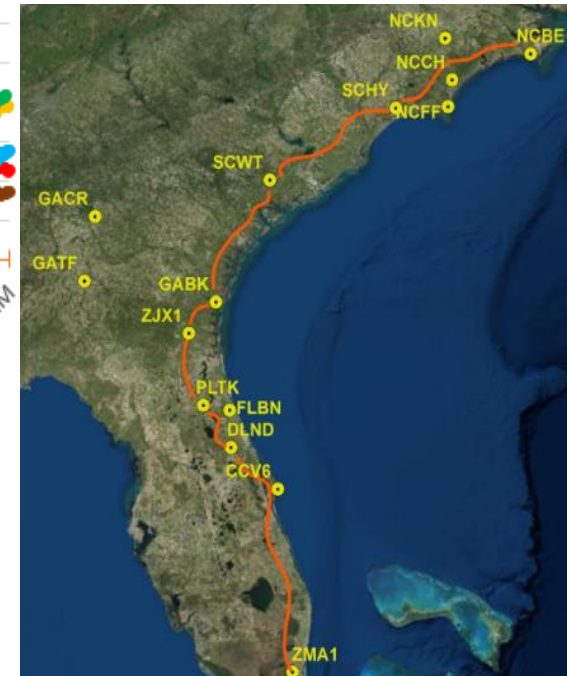 NCKN
NCBE
NCCH
SCHY
NCFF
SCWT
GACR
GATF
GABK
ZJX1
PLTK
FLBN
DLND
CCV6
ZMA1